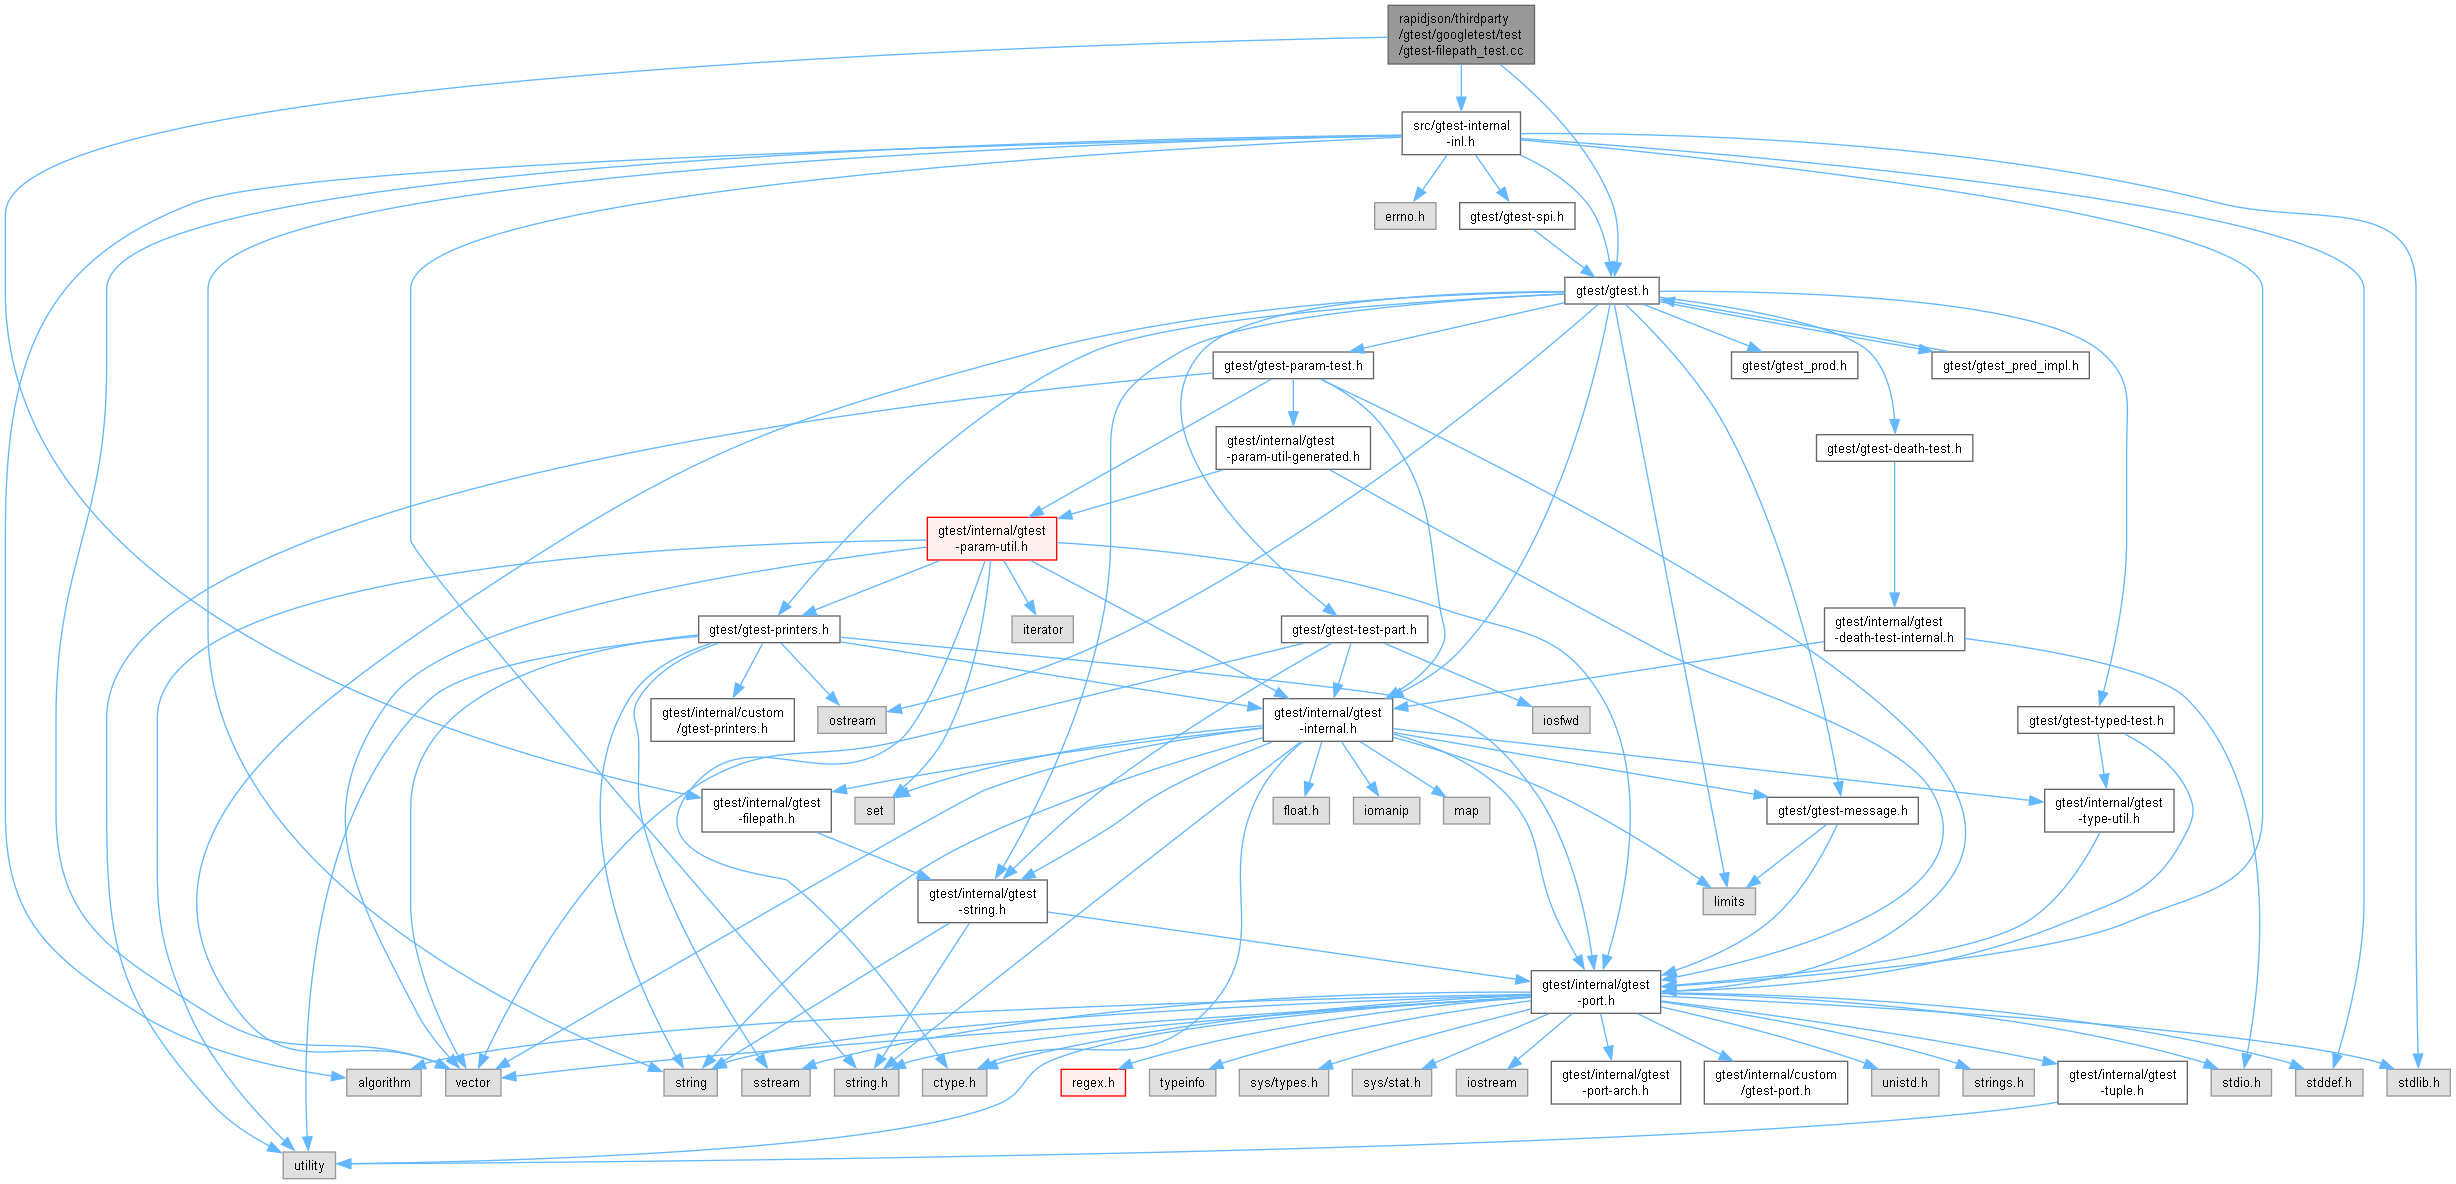 rapidjson/thirdparty
/gtest/googletest/test
/gtest-filepath_test.cc
src/gtest-internal
-inl.h
errno.h
gtest/gtest-spi.h
gtest/gtest.h
gtest/gtest-param-test.h
gtest/gtest_prod.h
gtest/gtest_pred_impl.h
gtest/internal/gtest
-param-util-generated.h
gtest/gtest-death-test.h
gtest/internal/gtest
-param-util.h
gtest/gtest-printers.h
iterator
gtest/gtest-test-part.h
gtest/internal/gtest
-death-test-internal.h
gtest/internal/custom
/gtest-printers.h
ostream
gtest/internal/gtest
-internal.h
iosfwd
gtest/gtest-typed-test.h
gtest/internal/gtest
-filepath.h
set
float.h
iomanip
map
gtest/gtest-message.h
gtest/internal/gtest
-type-util.h
gtest/internal/gtest
-string.h
limits
gtest/internal/gtest
-port.h
algorithm
vector
string
sstream
string.h
ctype.h
regex.h
typeinfo
sys/types.h
sys/stat.h
iostream
gtest/internal/gtest
-port-arch.h
gtest/internal/custom
/gtest-port.h
unistd.h
strings.h
gtest/internal/gtest
-tuple.h
stdio.h
stddef.h
stdlib.h
utility